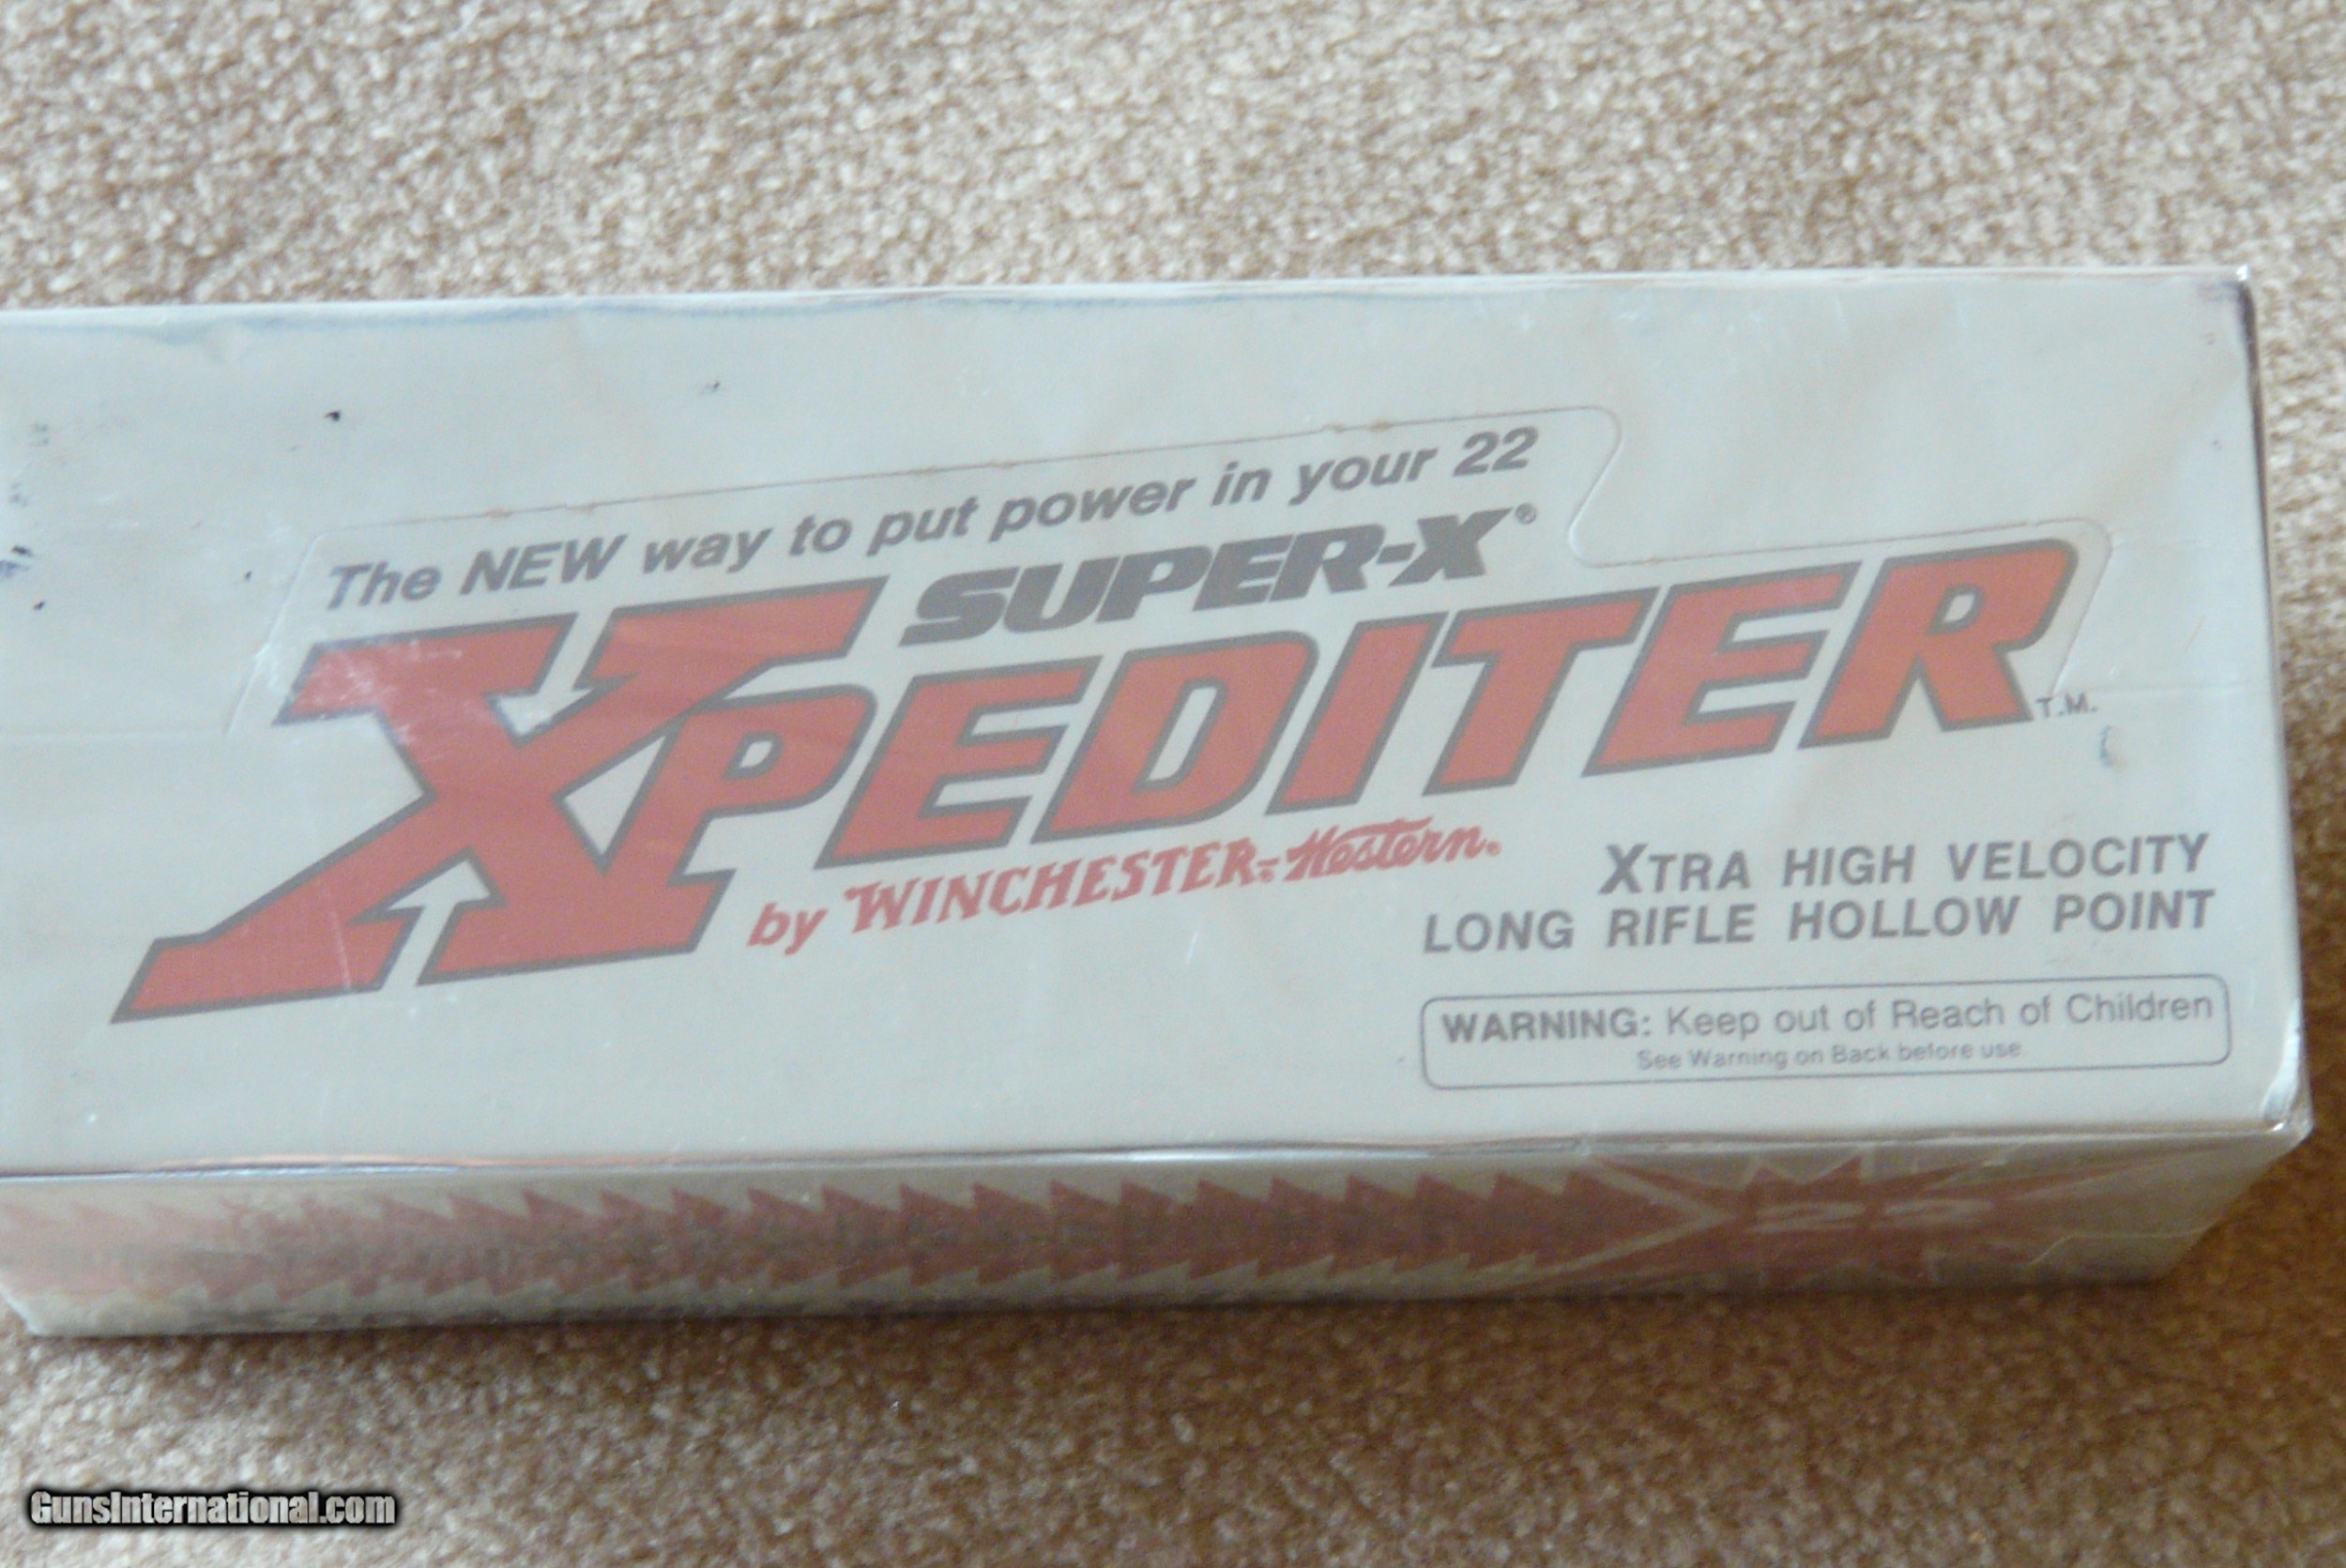 The NEW way to put power in your 22
SUPER-X®
XPEDITER T.M.
by WINCHESTER-Western®
XTRA HIGH VELOCITY
LONG RIFLE HOLLOW POINT
WARNING: Keep out of Reach of Children
See Warning on Back before use.
22
GunsInternational.com